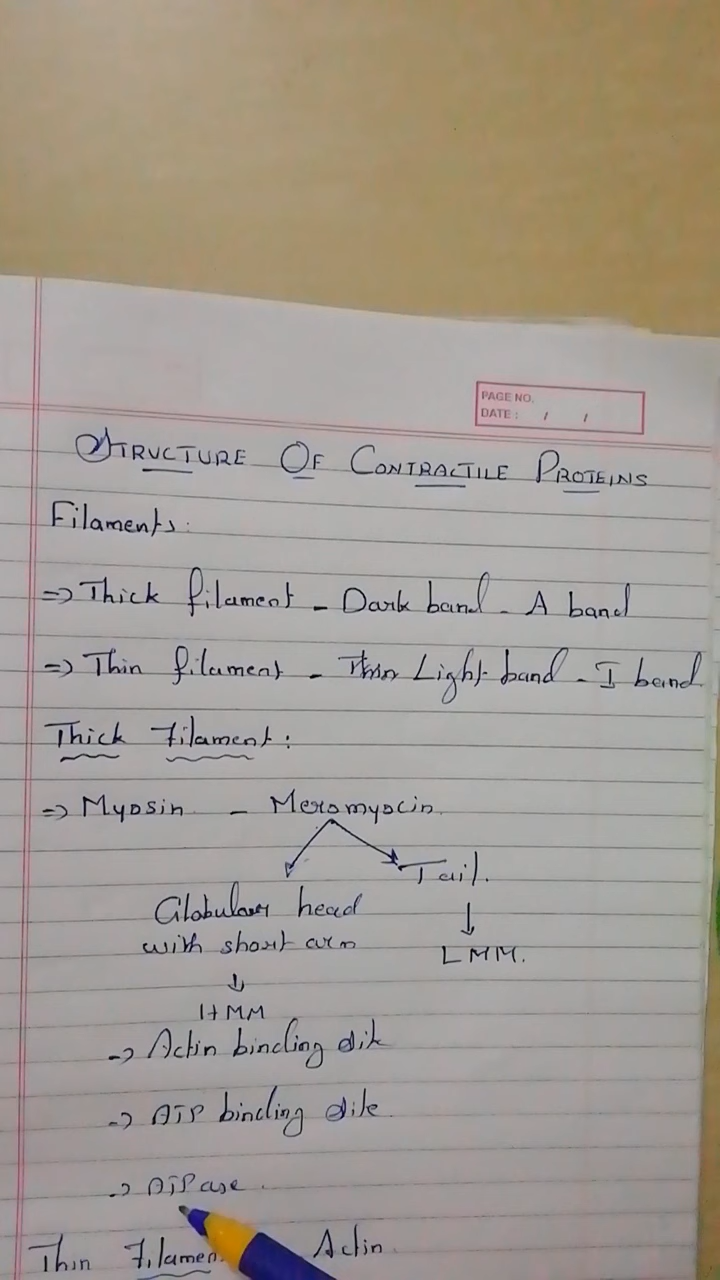 PAGE NO.
DATE : / /
STRUCTURE OF CONTRACTILE PROTEINS
Filaments:
=> Thick filament - Dark band - A band
=> Thin filament - Light band - I band
Thick Filament:
=> Myosin - Meromyocin
Tail.
Globular head
with short arm
LMM.
HMM
-> Actin binding site
-> ATP binding site
-> ATPase.
Thin Filamen Actin